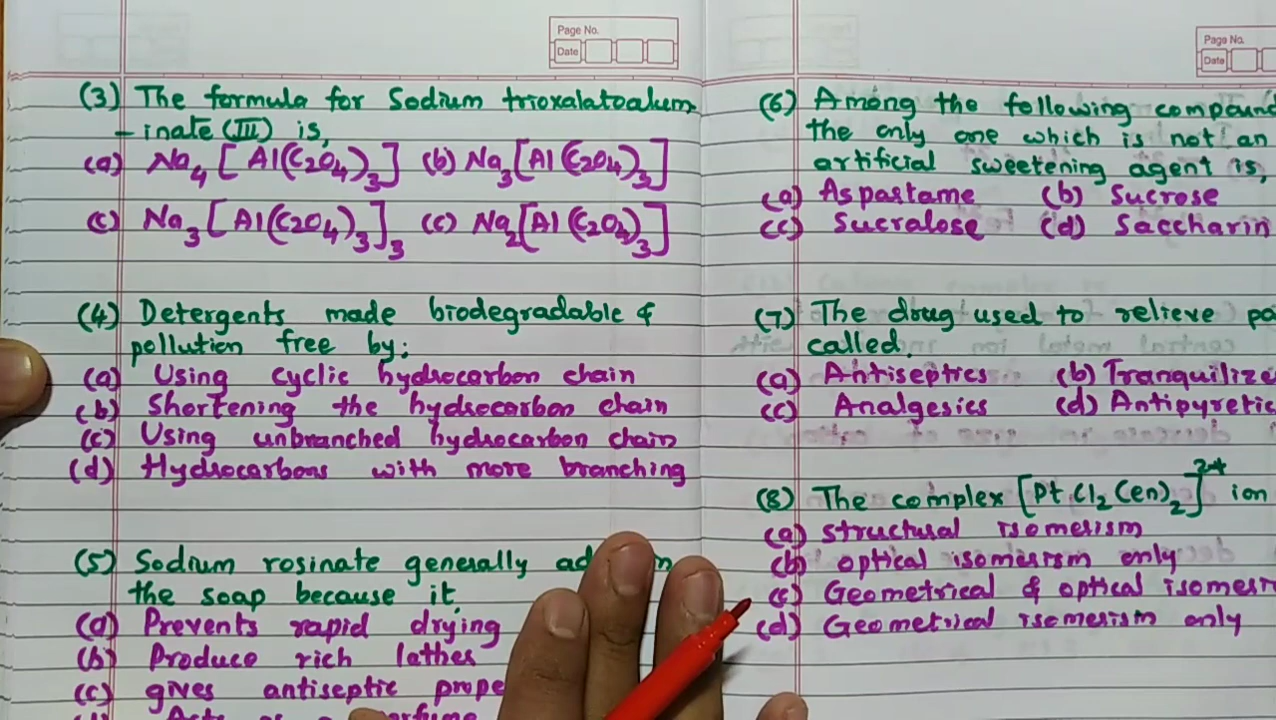 Page No.
Date
(3) The formula for Sodium trioxalatoalum
-inate (III) is,
(a) Na4 [Al(C2O4)3] (b) Na3 [Al(C2O4)3]
(c) Na3 [Al(C2O4)3]3 (c) Na2 [Al(C2O4)3]
(4) Detergents made biodegradable &
pollution free by:
(a) Using cyclic hydrocarbon chain
(b) Shortening the hydrocarbon chain
(c) Using unbranched hydrocarbon chain
(d) Hydrocarbons with more branching
(5) Sodium rosinate generally
the soap because it,
(a) Prevents rapid drying
(b) Produce rich lather
(c) gives antiseptic prope
Page No.
Date
(6) Among the following compound
the only one which is not an
artificial sweetening agent is,
(a) Aspartame (b) Sucrose
(c) Sucralose (d) Saccharin
(7) The drug used to relieve pa
called.
(a) Antiseptics (b) Tranquilize
(c) Analgesics (d) Antipyretic
(8) The complex [Pt Cl2 (en)2]2+ ion
(a) structural isomerism
(b) optical isomerism only
(c) Geometrical & optical isomeri
(d) Geometrical isomerism only